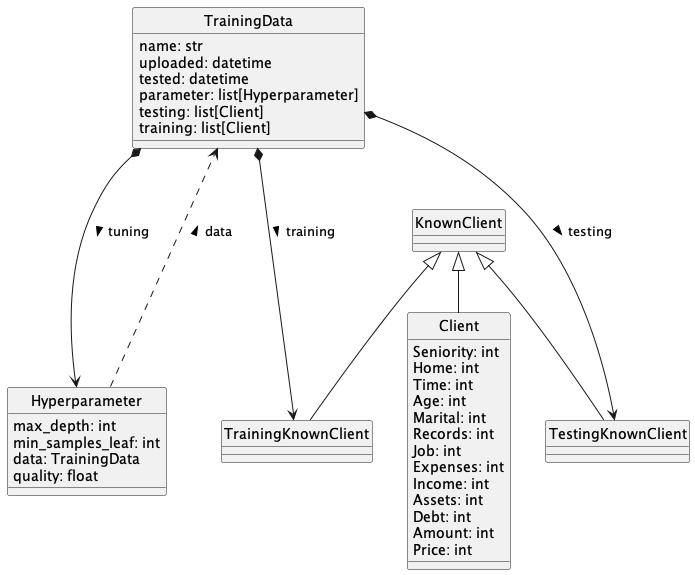 TrainingData
name: str
uploaded: datetime
tested: datetime
parameter: list[Hyperparameter]
testing: list[Client]
training: list[Client]
tuning
data
training
testing
KnownClient
Client
Seniority: int
Home: int
Time: int
Age: int
Marital: int
Records: int
Job: int
Expenses: int
Income: int
Assets: int
Debt: int
Amount: int
Price: int
Hyperparameter
max_depth: int
min_samples_leaf: int
data: TrainingData
quality: float
TrainingKnownClient
TestingKnownClient